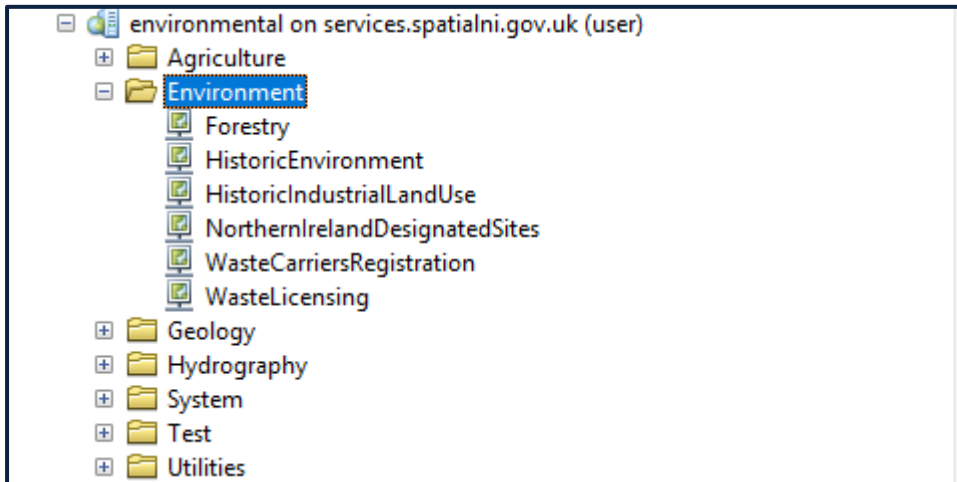 environmental on services.spatialni.gov.uk (user)
Agriculture
Environment
Forestry
HistoricEnvironment
HistoricIndustrialLandUse
NorthernIrelandDesignatedSites
WasteCarriersRegistration
WasteLicensing
Geology
Hydrography
System
Test
Utilities